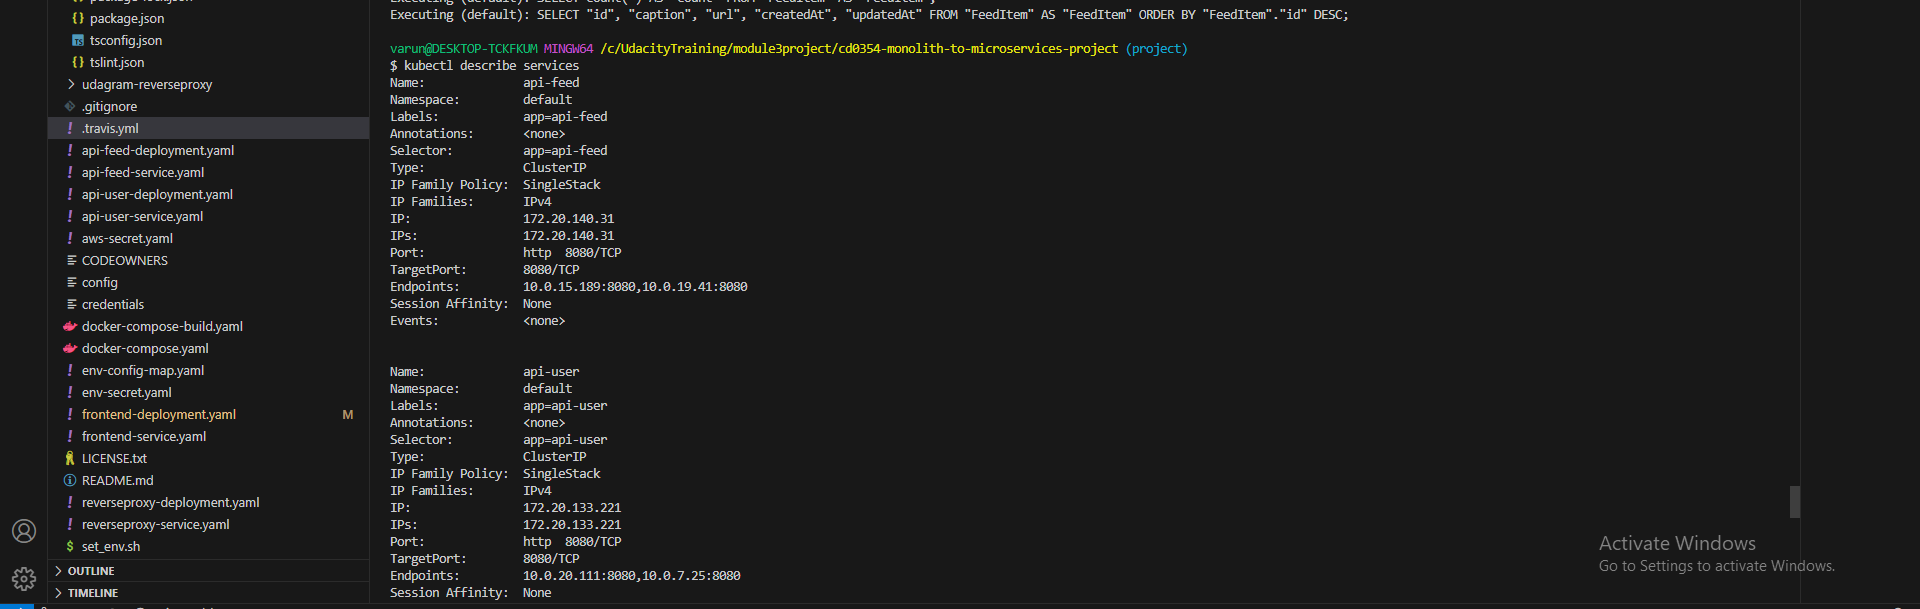 package.json
tsconfig.json
tslint.json
udagram-reverseproxy
.gitignore
.travis.yml
api-feed-deployment.yaml
api-feed-service.yaml
api-user-deployment.yaml
api-user-service.yaml
aws-secret.yaml
CODEOWNERS
config
credentials
docker-compose-build.yaml
docker-compose.yaml
env-config-map.yaml
env-secret.yaml
frontend-deployment.yaml M
frontend-service.yaml
LICENSE.txt
README.md
reverseproxy-deployment.yaml
reverseproxy-service.yaml
set_env.sh
OUTLINE
TIMELINE
Executing (default): SELECT "id", "caption", "url", "createdAt", "updatedAt" FROM "FeedItem" AS "FeedItem" ORDER BY "FeedItem"."id" DESC;
varun@DESKTOP-TCKFKUM MINGW64 /c/UdacityTraining/module3project/cd0354-monolith-to-microservices-project (project)
$ kubectl describe services
Name: api-feed
Namespace: default
Labels: app=api-feed
Annotations: <none>
Selector: app=api-feed
Type: ClusterIP
IP Family Policy: SingleStack
IP Families: IPv4
IP: 172.20.140.31
IPs: 172.20.140.31
Port: http 8080/TCP
TargetPort: 8080/TCP
Endpoints: 10.0.15.189:8080,10.0.19.41:8080
Session Affinity: None
Events: <none>
Name: api-user
Namespace: default
Labels: app=api-user
Annotations: <none>
Selector: app=api-user
Type: ClusterIP
IP Family Policy: SingleStack
IP Families: IPv4
IP: 172.20.133.221
IPs: 172.20.133.221
Port: http 8080/TCP
TargetPort: 8080/TCP
Endpoints: 10.0.20.111:8080,10.0.7.25:8080
Session Affinity: None
Activate Windows
Go to Settings to activate Windows.